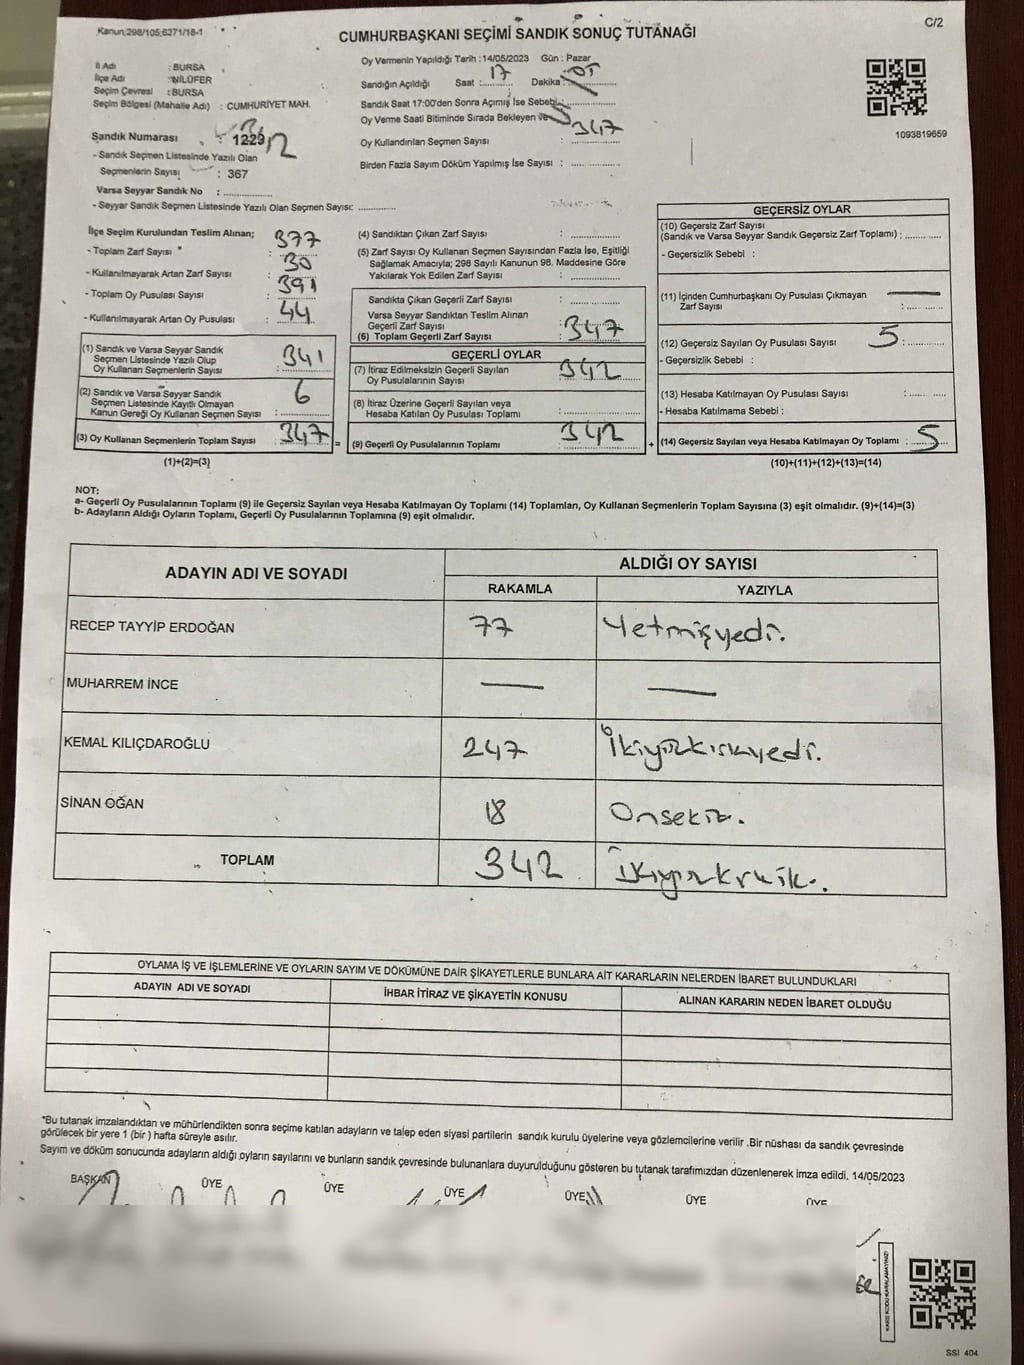 Kanun:298/105,6271/18-1
C/2
CUMHURBAŞKANI SEÇİMİ SANDIK SONUÇ TUTANAĞI
İl Adı : BURSA
İlçe Adı : NİLÜFER
Seçim Çevresi : BURSA
Seçim Bölgesi (Mahalle Adı) : CUMHURİYET MAH.
Sandık Numarası : 1229
- Sandık Seçmen Listesinde Yazılı Olan
Seçmenlerin Sayısı : 367
Varsa Seyyar Sandık No : ..............
- Seyyar Sandık Seçmen Listesinde Yazılı Olan Seçmen Sayısı: ............
Oy Vermenin Yapıldığı Tarih : 14/05/2023 Gün : Pazar
Sandığın Açıldığı Saat : 17 Dakika : 05
Sandık Saat 17:00'den Sonra Açımış İse Sebebi : ..............
Oy Verme Saati Bitiminde Sırada Bekleyen ve
Oy Kullandırılan Seçmen Sayısı : 347
Birden Fazla Sayım Döküm Yapılmış İse Sayısı : ..............
1093819659
İlçe Seçim Kurulundan Teslim Alınan;
- Toplam Zarf Sayısı : 377
- Kullanılmayarak Artan Zarf Sayısı : 30
- Toplam Oy Pusulası Sayısı : 391
- Kullanılmayarak Artan Oy Pusulası : 44
(1) Sandık ve Varsa Seyyar Sandık
Seçmen Listesinde Yazılı Olup
Oy Kullanan Seçmenlerin Sayısı : 341
(2) Sandık ve Varsa Seyyar Sandık
Seçmen Listesinde Kayıtlı Olmayan
Kanun Gereği Oy Kullanan Seçmen Sayısı : 6
(3) Oy Kullanan Seçmenlerin Toplam Sayısı : 347 =
(1)+(2)=(3)
(4) Sandıktan Çıkan Zarf Sayısı : ..............
(5) Zarf Sayısı Oy Kullanan Seçmen Sayısından Fazla İse, Eşitliği
Sağlamak Amacıyla; 298 Sayılı Kanunun 98. Maddesine Göre
Yakılarak Yok Edilen Zarf Sayısı : ..............
Sandıkta Çıkan Geçerli Zarf Sayısı : ..............
Varsa Seyyar Sandıktan Teslim Alınan
Geçerli Zarf Sayısı
(6) Toplam Geçerli Zarf Sayısı : 347
GEÇERLİ OYLAR
(7) İtiraz Edilmeksizin Geçerli Sayılan
Oy Pusulalarının Sayısı : 342
(8) İtiraz Üzerine Geçerli Sayılan veya
Hesaba Katılan Oy Pusulası Toplamı : ..............
(9) Geçerli Oy Pusulalarının Toplamı : 342 +
GEÇERSİZ OYLAR
(10) Geçersiz Zarf Sayısı
(Sandık ve Varsa Seyyar Sandık Geçersiz Zarf Toplamı) : ..............
- Geçersizlik Sebebi :
(11) İçinden Cumhurbaşkanı Oy Pusulası Çıkmayan
Zarf Sayısı : ..............
(12) Geçersiz Sayılan Oy Pusulası Sayısı 5 : ..............
- Geçersizlik Sebebi :
(13) Hesaba Katılmayan Oy Pusulası Sayısı : ..............
- Hesaba Katılmama Sebebi :
(14) Geçersiz Sayılan veya Hesaba Katılmayan Oy Toplamı : 5
(10)+(11)+(12)+(13)=(14)
NOT:
a- Geçerli Oy Pusulalarının Toplamı (9) ile Geçersiz Sayılan veya Hesaba Katılmayan Oy Toplamı (14) Toplamları, Oy Kullanan Seçmenlerin Toplam Sayısına (3) eşit olmalıdır. (9)+(14)=(3)
b- Adayların Aldığı Oyların Toplamı, Geçerli Oy Pusulalarının Toplamına (9) eşit olmalıdır.
ADAYIN ADI VE SOYADI ALDIĞI OY SAYISI
RAKAMLA YAZIYLA
RECEP TAYYİP ERDOĞAN 77 Yetmişyedi.
MUHARREM İNCE — —
KEMAL KILIÇDAROĞLU 247 İkiyüzkırkyedi.
SİNAN OĞAN 18 Onsekiz.
TOPLAM 342
OYLAMA İŞ VE İŞLEMLERİNE VE OYLARIN SAYIM VE DÖKÜMÜNE DAİR ŞİKAYETLERLE BUNLARA AİT KARARLARIN NELERDEN İBARET BULUNDUKLARI
ADAYIN ADI VE SOYADI İHBAR İTİRAZ VE ŞİKAYETİN KONUSU ALINAN KARARIN NEDEN İBARET OLDUĞU
*Bu tutanak imzalandıktan ve mühürlendikten sonra seçime katılan adayların ve talep eden siyasi partilerin sandık kurulu üyelerine veya gözlemcilerine verilir .Bir nüshası da sandık çevresinde
görülecek bir yere 1 (bir ) hafta süreyle asılır.
Sayım ve döküm sonucunda adayların aldığı oyların sayılarını ve bunların sandık çevresinde bulunanlara duyurulduğunu gösteren bu tutanak tarafımızdan düzenlenerek imza edildi. 14/05/2023
BAŞKAN ÜYE ÜYE ÜYE ÜYE ÜYE ÜYE
SSI 404